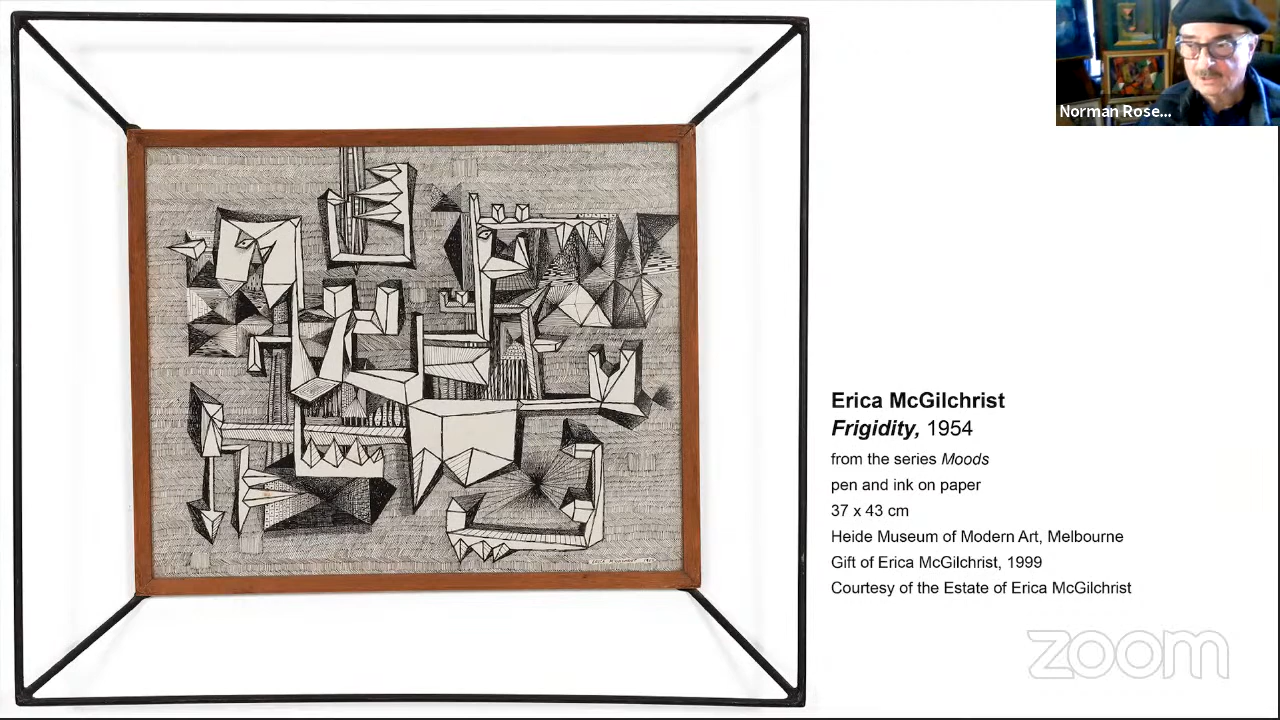 Norman Rose...
Erica McGilchrist
Frigidity, 1954
from the series Moods
pen and ink on paper
37 x 43 cm
Heide Museum of Modern Art, Melbourne
Gift of Erica McGilchrist, 1999
Courtesy of the Estate of Erica McGilchrist
zoom